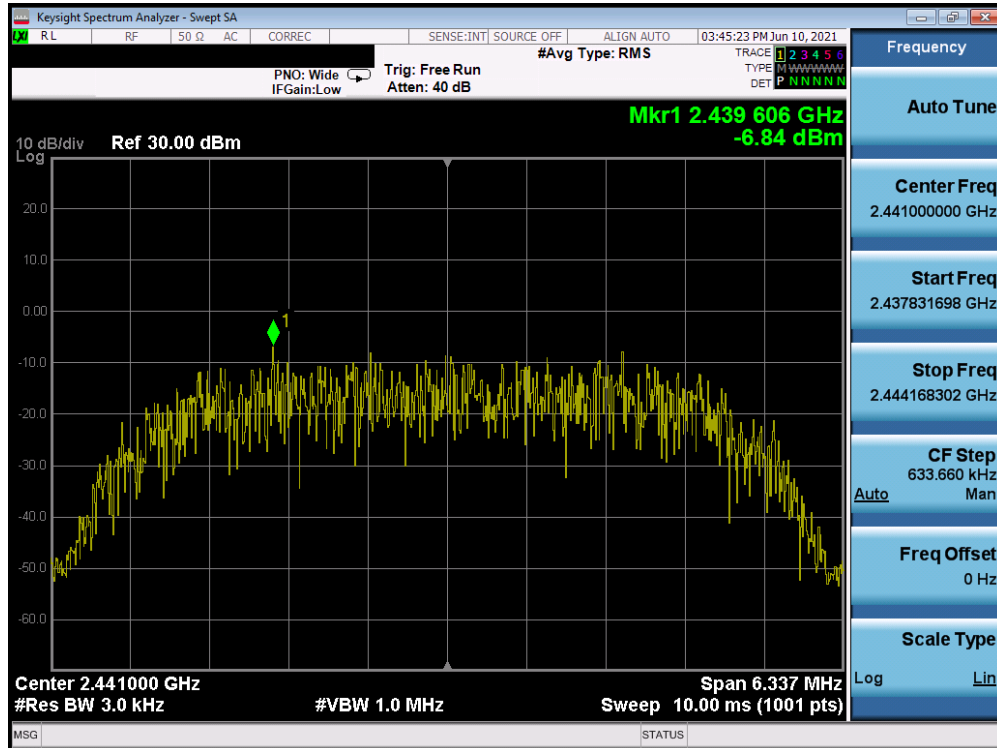 Keysight Spectrum Analyzer - Swept SA
LXI RL RF 50 Ω AC CORREC SENSE:INT SOURCE OFF ALIGN AUTO 03:45:23 PM Jun 10, 2021
#Avg Type: RMS
TRACE 1 2 3 4 5 6
PNO: Wide Trig: Free Run
TYPE M WWWWW
IFGain:Low Atten: 40 dB
DET P N N N N N
Mkr1 2.439 606 GHz
-6.84 dBm
10 dB/div Ref 30.00 dBm
Log
20.0
10.0
0.00
1
-10.0
-20.0
-30.0
-40.0
-50.0
-60.0
Center 2.441000 GHz Span 6.337 MHz
#Res BW 3.0 kHz #VBW 1.0 MHz Sweep 10.00 ms (1001 pts)
MSG STATUS
Frequency
Auto Tune
Center Freq
2.441000000 GHz
Start Freq
2.437831698 GHz
Stop Freq
2.444168302 GHz
CF Step
633.660 kHz
Auto Man
Freq Offset
0 Hz
Scale Type
Log Lin